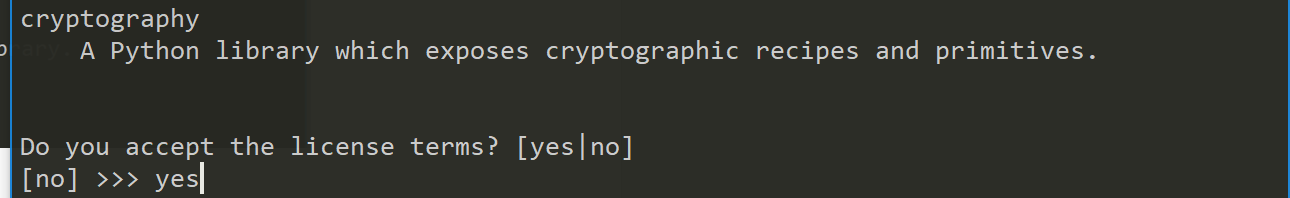 cryptography
A Python library which exposes cryptographic recipes and primitives.
Do you accept the license terms? [yes|no]
[no] >>> yes